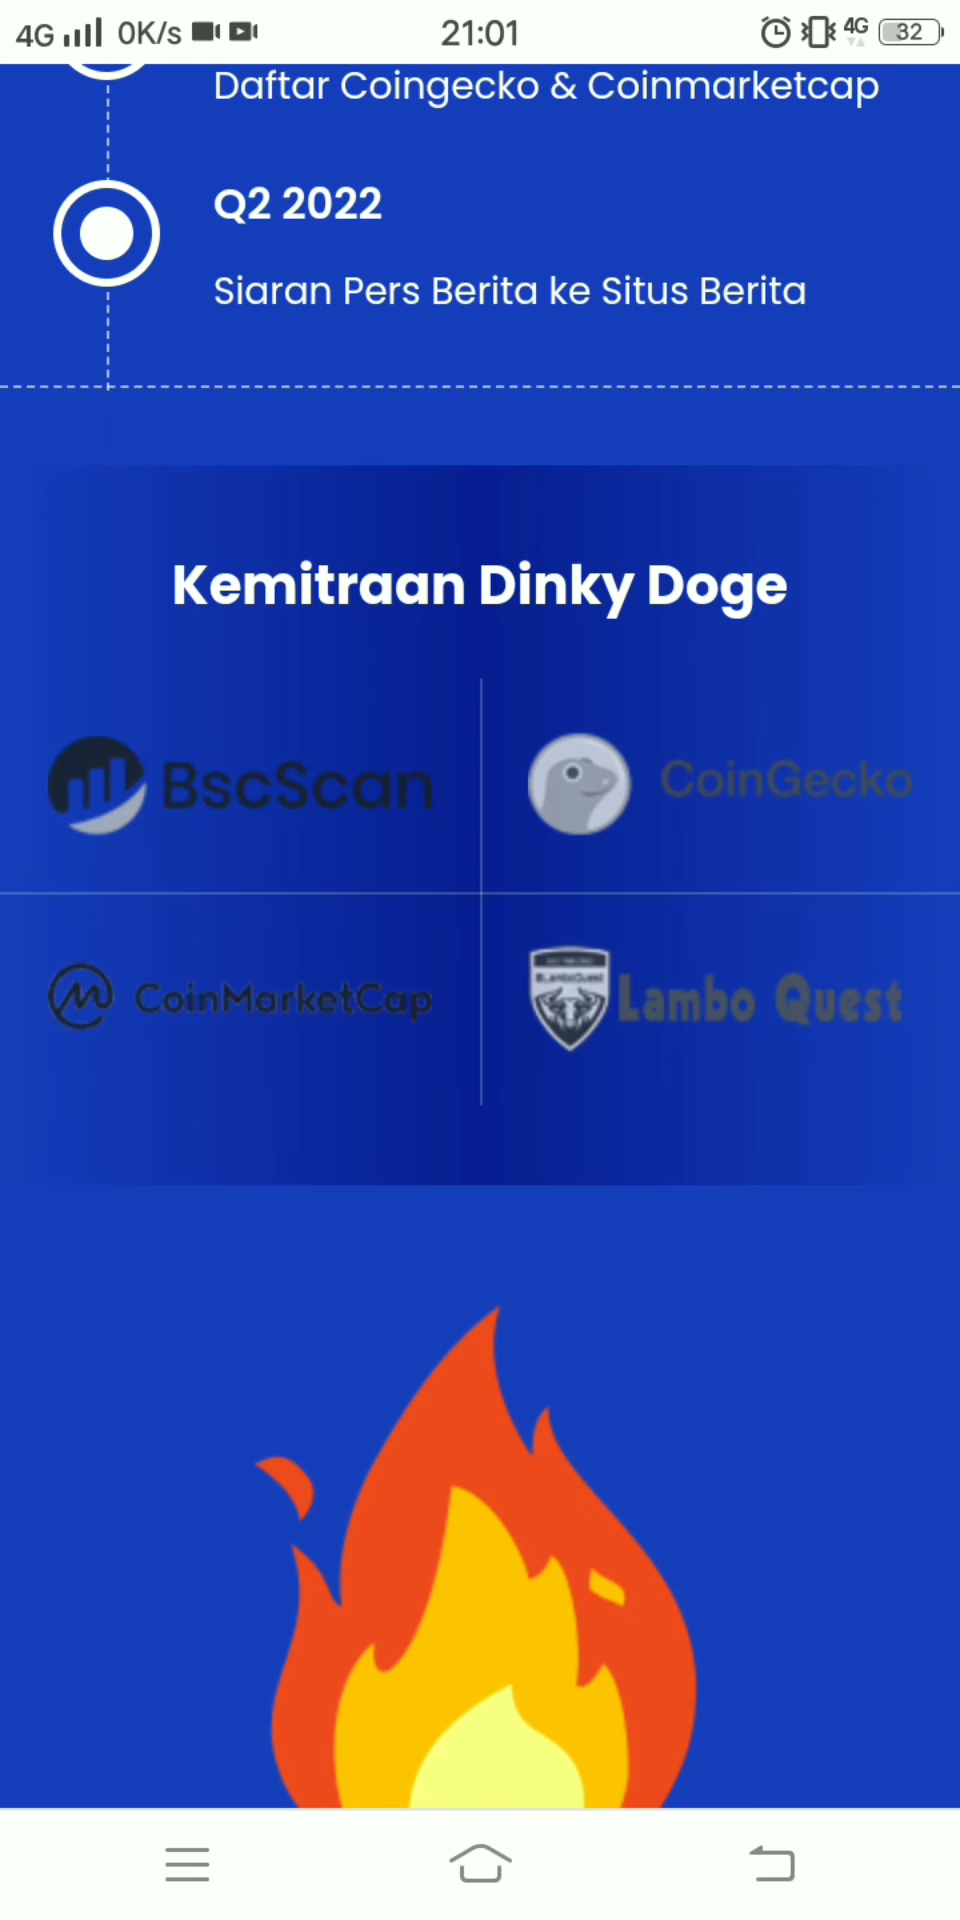 4G 0K/s 21:01 4G 32
Daftar Coingecko & Coinmarketcap
Q2 2022
Siaran Pers Berita ke Situs Berita
Kemitraan Dinky Doge
BscScan
CoinGecko
CoinMarketCap
Lambo Quest